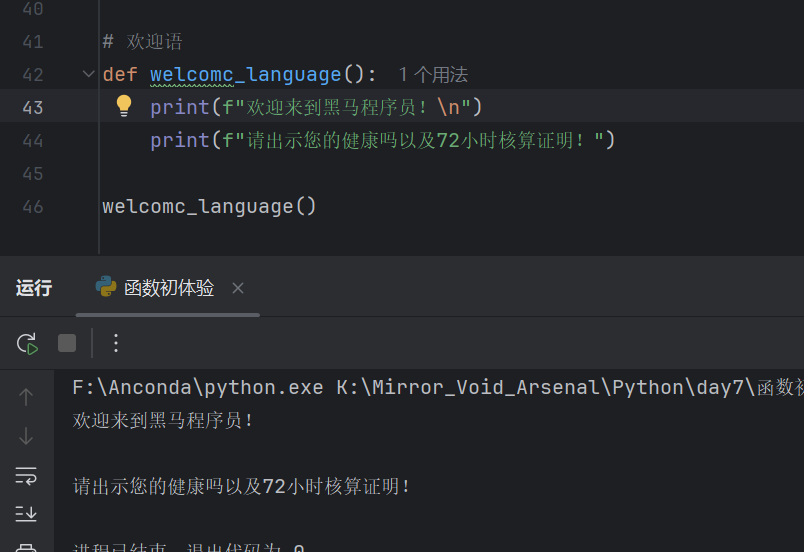 40
41 # 欢迎语
42 def welcomc_language(): 1 个用法
43 print(f"欢迎来到黑马程序员！\n")
44 print(f"请出示您的健康吗以及72小时核算证明！")
45
46 welcomc_language()
运行 函数初体验 ×
F:\Anconda\python.exe K:\Mirror_Void_Arsenal\Python\day7\函数初
欢迎来到黑马程序员！
请出示您的健康吗以及72小时核算证明！
进程已结束，退出代码为 0